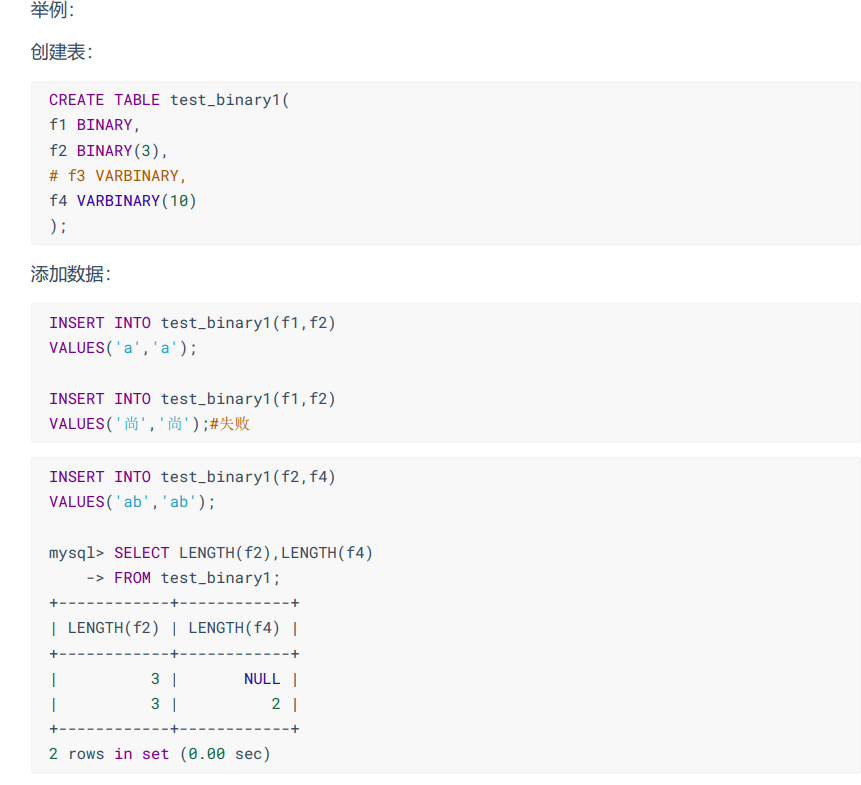 举例：
创建表：
CREATE TABLE test_binary1(
f1 BINARY,
f2 BINARY(3),
# f3 VARBINARY,
f4 VARBINARY(10)
);
添加数据：
INSERT INTO test_binary1(f1,f2)
VALUES('a','a');
INSERT INTO test_binary1(f1,f2)
VALUES('尚','尚');#失败
INSERT INTO test_binary1(f2,f4)
VALUES('ab','ab');
mysql> SELECT LENGTH(f2),LENGTH(f4)
    -> FROM test_binary1;
+------------+------------+
| LENGTH(f2) | LENGTH(f4) |
+------------+------------+
|          3 |       NULL |
|          3 |          2 |
+------------+------------+
2 rows in set (0.00 sec)